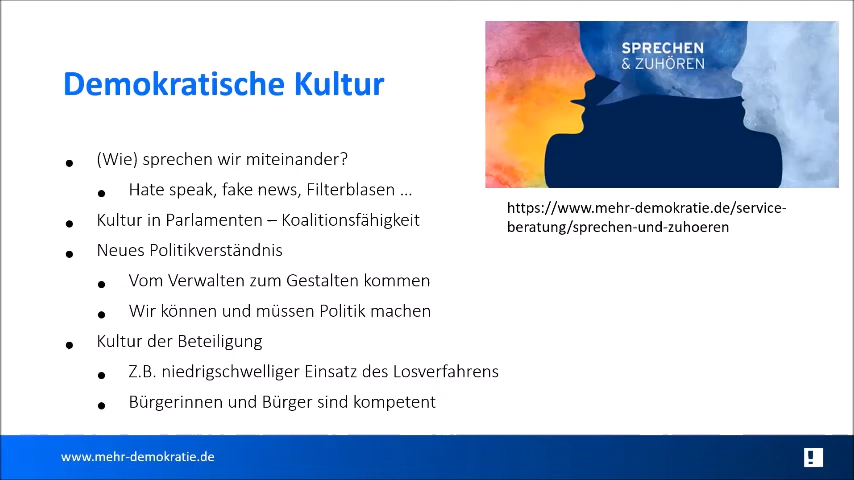 SPRECHEN
& ZUHÖREN
Demokratische Kultur
(Wie) sprechen wir miteinander?
Hate speak, fake news, Filterblasen ...
Kultur in Parlamenten – Koalitionsfähigkeit
Neues Politikverständnis
Vom Verwalten zum Gestalten kommen
Wir können und müssen Politik machen
Kultur der Beteiligung
Z.B. niedrigschwelliger Einsatz des Losverfahrens
Bürgerinnen und Bürger sind kompetent
https://www.mehr-demokratie.de/service-
beratung/sprechen-und-zuhoeren
www.mehr-demokratie.de